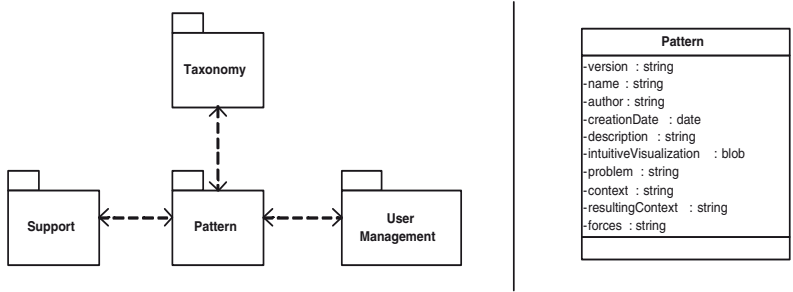 Taxonomy
Support
Pattern
User
Management
Pattern
-version : string
-name : string
-author : string
-creationDate : date
-description : string
-intuitiveVisualization : blob
-problem : string
-context : string
-resultingContext : string
-forces : string